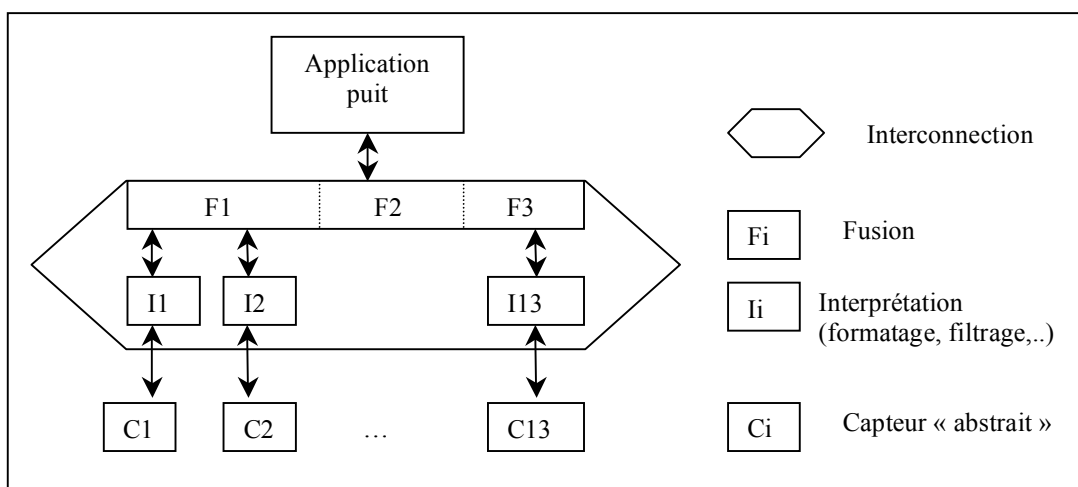 Application
puit
Interconnection
F1 F2 F3
Fi Fusion
I1 I2 I13
Ii Interprétation
(formatage, filtrage,..)
C1 C2 … C13
Ci Capteur « abstrait »